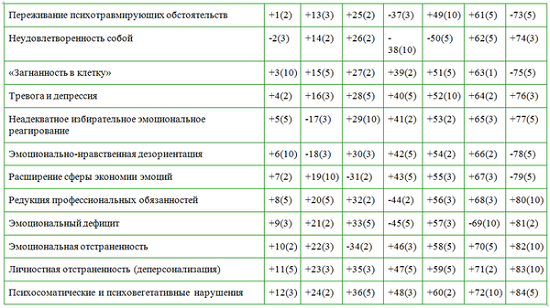 Переживание психотравмирующих обстоятельств +1(2) +13(3) +25(2) -37(3) +49(10) +61(5) -73(5)
Неудовлетворенность собой -2(3) +14(2) +26(2) - -50(5) +62(5) +74(3)
38(10)
«Загнанность в клетку» +3(10) +15(5) +27(2) +39(2) +51(5) +63(1) -75(5)
Тревога и депрессия +4(2) +16(3) +28(5) +40(5) +52(10) +64(2) +76(3)
Неадекватное избирательное эмоциональное +5(5) -17(3) +29(10) +41(2) +53(2) +65(3) +77(5)
реагирование
Эмоционально-нравственная дезориентация +6(10) -18(3) +30(3) +42(5) +54(2) +66(2) -78(5)
Расширение сферы экономии эмоций +7(2) +19(10) -31(2) +43(5) +55(3) +67(3) -79(5)
Редукция профессиональных обязанностей +8(5) +20(5) +32(2) -44(2) +56(3) +68(3) +80(10)
Эмоциональный дефицит +9(3) +21(2) +33(5) -45(5) +57(3) -69(10) +81(2)
Эмоциональная отстраненность +10(2) +22(3) -34(2) +46(3) +58(5) +70(5) +82(10)
Личностная отстраненность (деперсонализация) +11(5) +23(3) +35(3) +47(5) +59(5) +71(2) +83(10)
Психосоматические и психовегетативные нарушения +12(3) +24(2) +36(5) +48(3) +60(2) +72(10) +84(5)